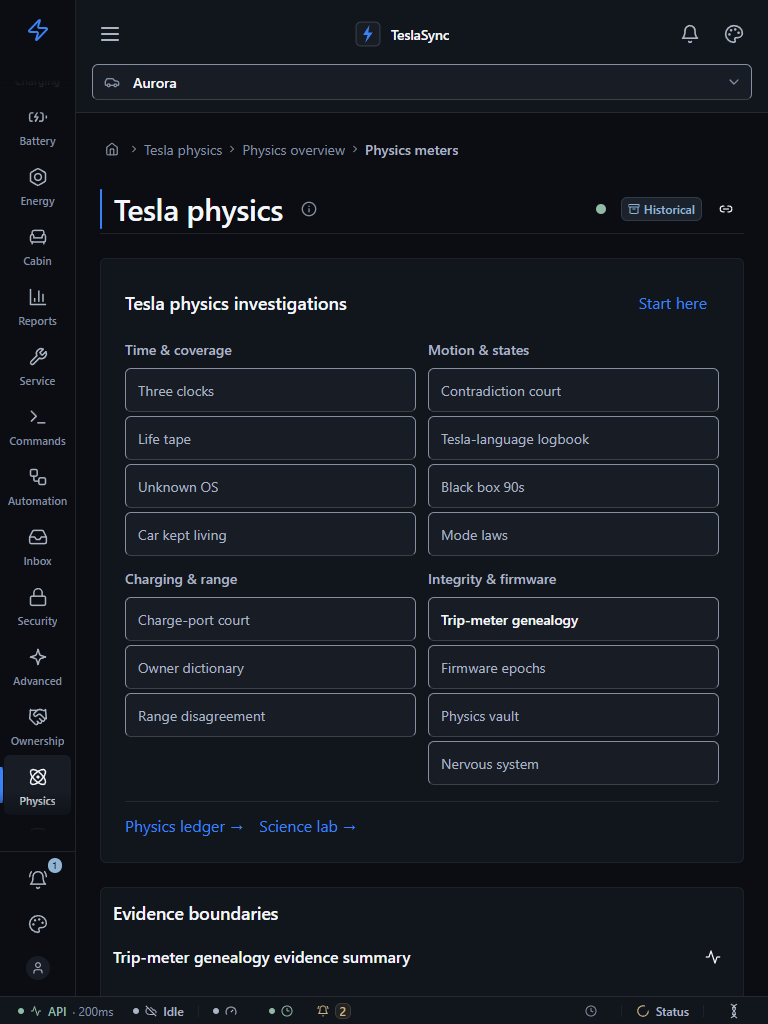 TeslaSync
Aurora
Battery
Energy
Cabin
Reports
Service
Commands
Automation
Inbox
Security
Advanced
Ownership
Physics
1
Tesla physics > Physics overview > Physics meters
Tesla physics
Historical
Tesla physics investigations
Start here
Time & coverage
Three clocks
Life tape
Unknown OS
Car kept living
Motion & states
Contradiction court
Tesla-language logbook
Black box 90s
Mode laws
Charging & range
Charge-port court
Owner dictionary
Range disagreement
Integrity & firmware
Trip-meter genealogy
Firmware epochs
Physics vault
Nervous system
Physics ledger → Science lab →
Evidence boundaries
Trip-meter genealogy evidence summary
API · 200ms Idle 2 Status